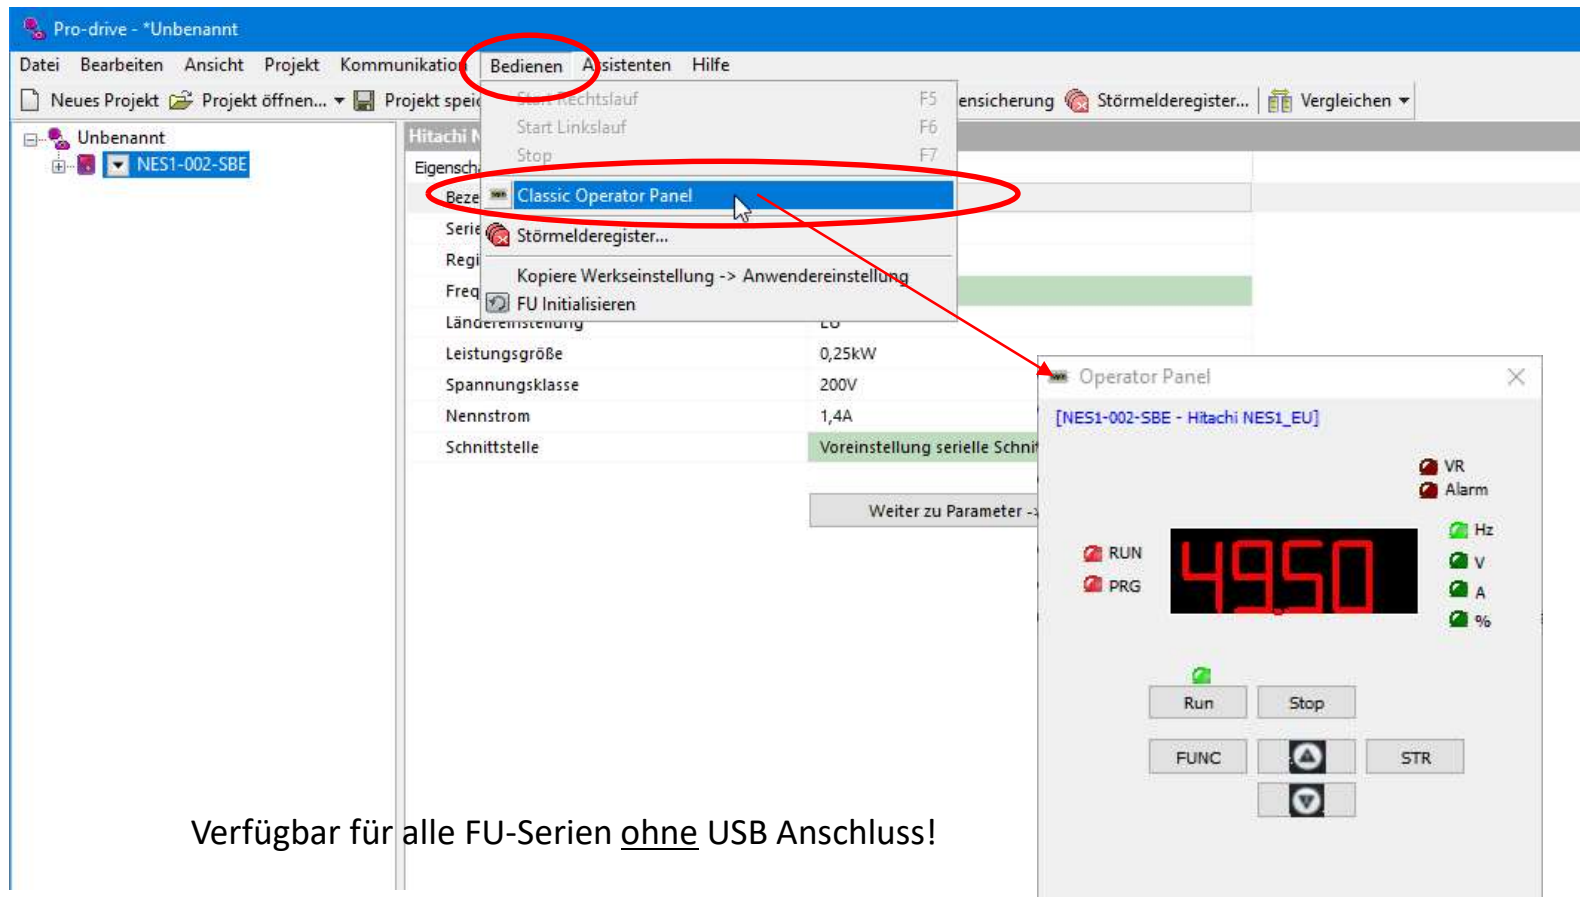 Pro-drive - *Unbenannt
Datei Bearbeiten Ansicht Projekt Kommunikation Bedienen Assistenten Hilfe
Neues Projekt Projekt öffnen... Projekt speic ensicherung Störmelderegister... Vergleichen
Unbenannt
NES1-002-SBE
Hitachi N
Eigensch
Start Rechtslauf F5
Start Linkslauf F6
Stop F7
Beze Classic Operator Panel
Serie Störmelderegister...
Regi
Kopiere Werkseinstellung -> Anwendereinstellung
Freq
FU Initialisieren
Ländereinstellung EU
Leistungsgröße 0,25kW
Spannungsklasse 200V
Nennstrom 1,4A
Schnittstelle Voreinstellung serielle Schnit
Weiter zu Parameter ->
Operator Panel
[NES1-002-SBE - Hitachi NES1_EU]
VR
Alarm
Hz
V
A
%
RUN
PRG
49.50
Run Stop
FUNC STR
Verfügbar für alle FU-Serien ohne USB Anschluss!